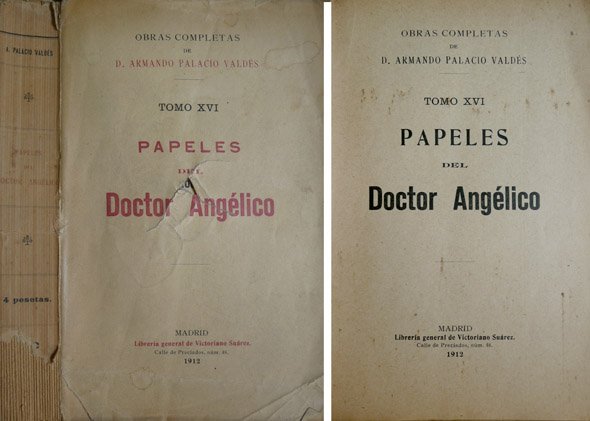 A. PALACIO VALDÉS
PAPELES
DEL
DOCTOR ANGÉLICO
4 pesetas.
OBRAS COMPLETAS
DE
D. ARMANDO PALACIO VALDÉS
TOMO XVI
PAPELES
DEL
Doctor Angélico
MADRID
Librería general de Victoriano Suárez.
Calle de Preciados, núm. 48.
1912
OBRAS COMPLETAS
DE
D. ARMANDO PALACIO VALDÉS
TOMO XVI
PAPELES
DEL
Doctor Angélico
MADRID
Librería general de Victoriano Suárez.
Calle de Preciados, núm. 48.
1912